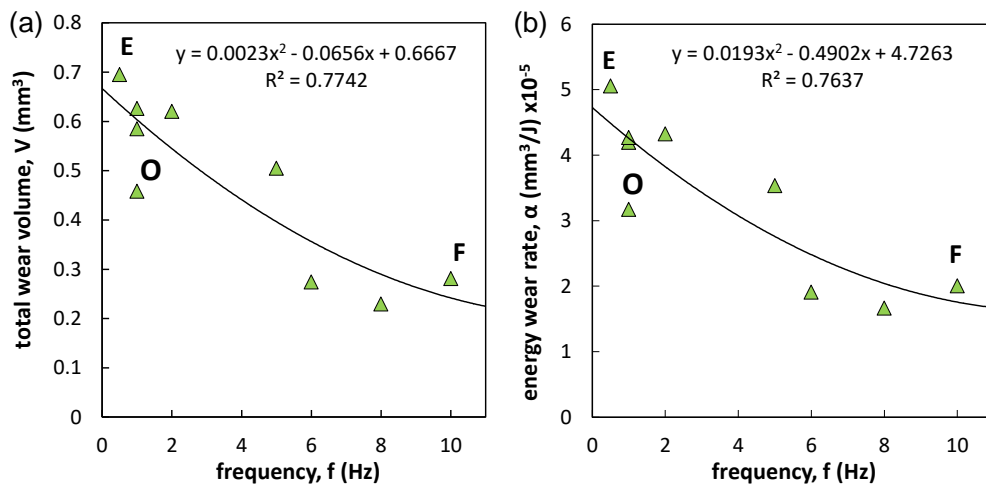 (a)
total wear volume, V (mm³)
0.8
0.7
0.6
0.5
0.4
0.3
0.2
0.1
0
E
y = 0.0023x² - 0.0656x + 0.6667
R² = 0.7742
O
F
0 2 4 6 8 10
frequency, f (Hz)
(b)
energy wear rate, α (mm³/J) x10⁻⁵
6
5
4
3
2
1
0
E
y = 0.0193x² - 0.4902x + 4.7263
R² = 0.7637
O
F
0 2 4 6 8 10
frequency, f (Hz)